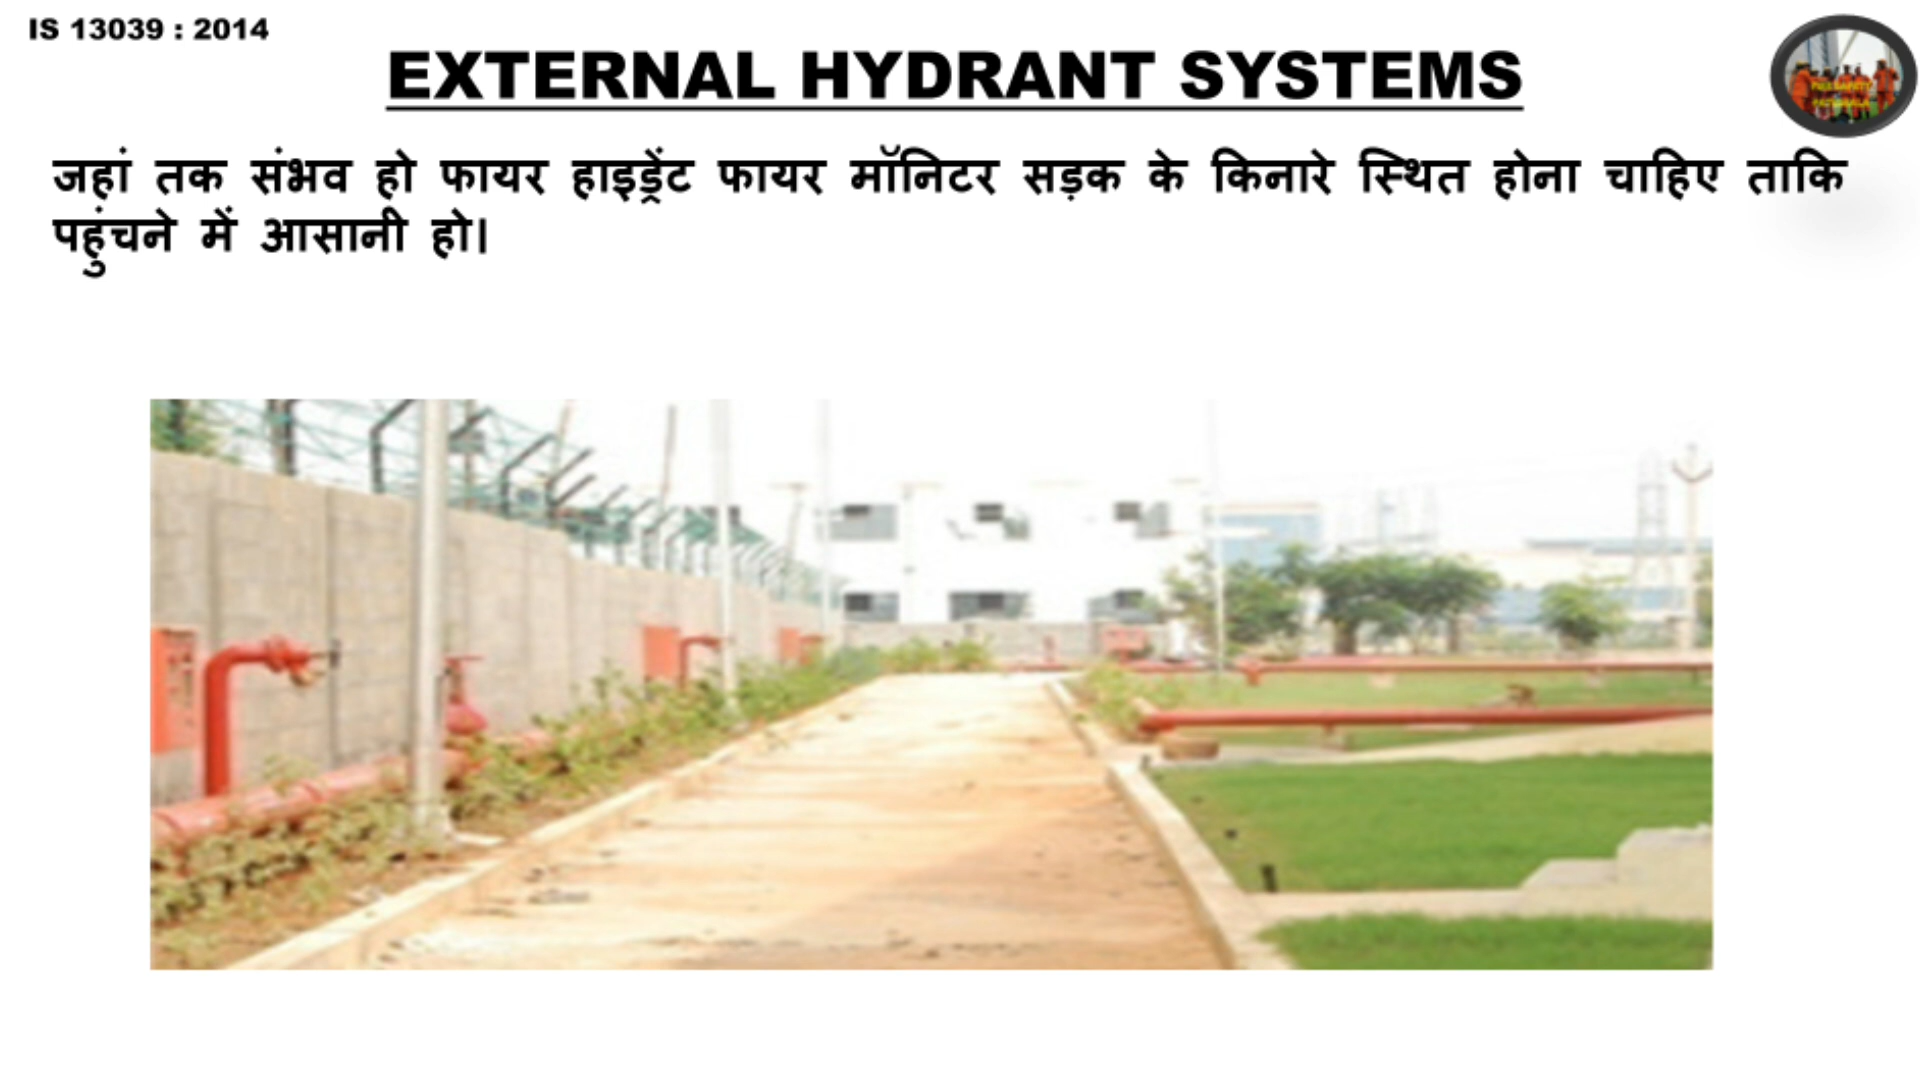 IS 13039 : 2014
EXTERNAL HYDRANT SYSTEMS
जहां तक संभव हो फायर हाइड्रेंट फायर मॉनिटर सड़क के किनारे स्थित होना चाहिए ताकि
पहुंचने में आसानी हो।